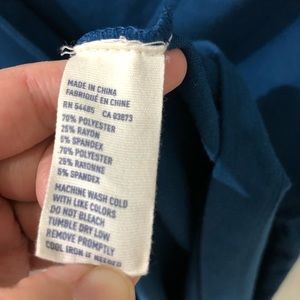 MADE IN CHINA
FABRIQUÉ EN CHINE
RN 54485 CA 03873
70% POLYESTER
25% RAYON
5% SPANDEX
70% POLYESTER
25% RAYONNE
5% SPANDEX
MACHINE WASH COLD
WITH LIKE COLORS
DO NOT BLEACH
TUMBLE DRY LOW
REMOVE PROMPTLY
COOL IRON IF NEEDED